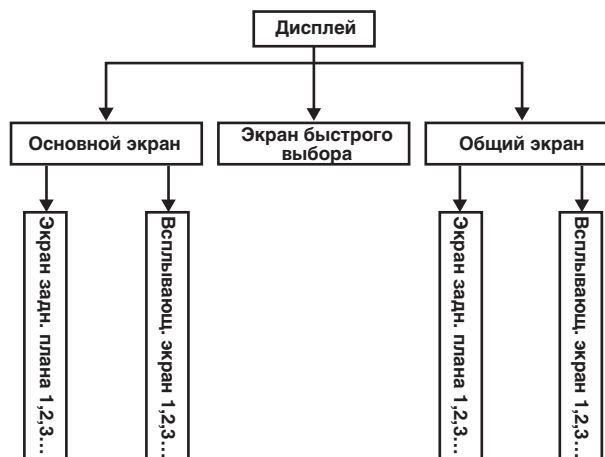 Дисплей
Основной экран
Экран быстрого
выбора
Общий экран
Экран задн. плана 1,2,3...
Всплывающ. экран 1,2,3...
Экран задн. плана 1,2,3...
Всплывающ. экран 1,2,3...